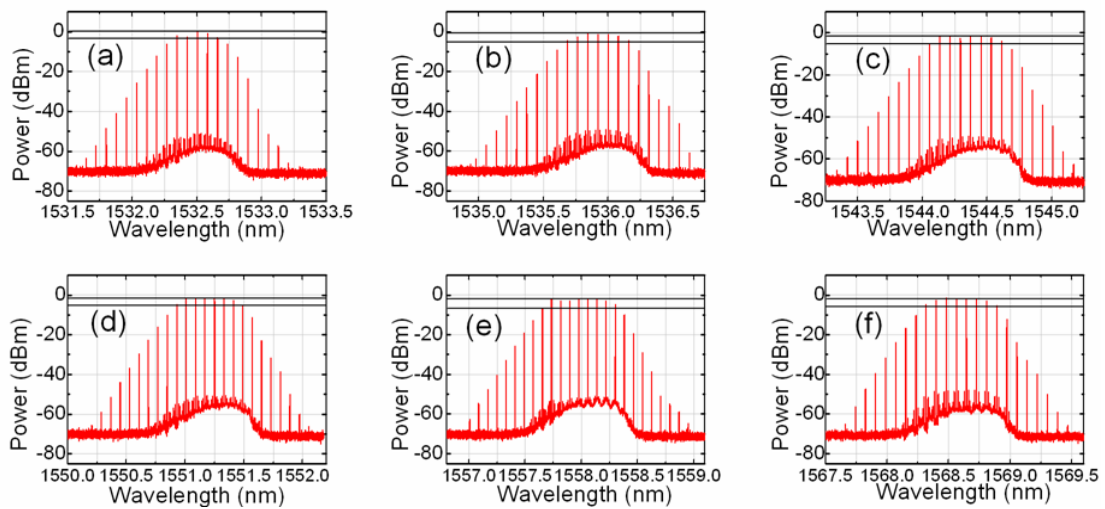 (a)
Power (dBm)
0
-20
-40
-60
-80
1531.5 1532.0 1532.5 1533.0 1533.5
Wavelength (nm)
(b)
Power (dBm)
0
-20
-40
-60
-80
1535.0 1535.5 1536.0 1536.5
Wavelength (nm)
(c)
Power (dBm)
0
-20
-40
-60
-80
1543.5 1544.0 1544.5 1545.0
Wavelength (nm)
(d)
Power (dBm)
0
-20
-40
-60
-80
1550.0 1550.5 1551.0 1551.5 1552.0
Wavelength (nm)
(e)
Power (dBm)
0
-20
-40
-60
-80
1557.0 1557.5 1558.0 1558.5 1559.0
Wavelength (nm)
(f)
Power (dBm)
0
-20
-40
-60
-80
1567.5 1568.0 1568.5 1569.0 1569.5
Wavelength (nm)